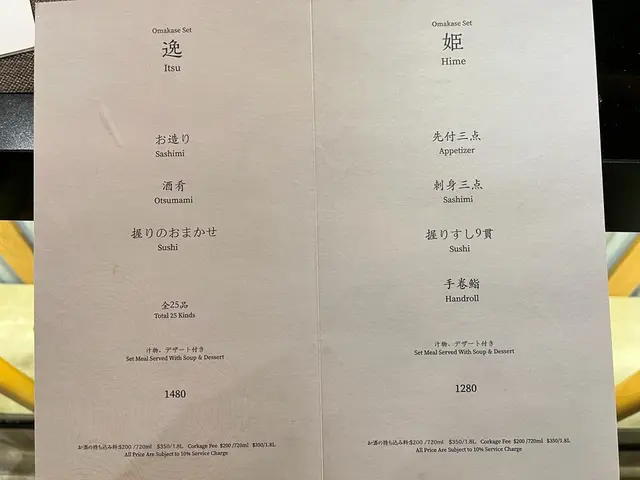 Omakase Set
逸
Itsu
お造り
Sashimi
酒肴
Otsumami
握りのおまかせ
Sushi
全25品
Total 25 Kinds
汁物、デザート付き
Set Meal Served With Soup & Dessert
1480
お酒の持ち込み料:$200 /720ml $350/1.8L Corkage Fee $200 /720ml $350/1.8L
All Price Are Subject to 10% Service Charge
Omakase Set
姫
Hime
先付三点
Appetizer
刺身三点
Sashimi
握りすし9貫
Sushi
手巻鮨
Handroll
汁物、デザート付き
Set Meal Served With Soup & Dessert
1280
お酒の持ち込み料:$200 /720ml $350/1.8L Corkage Fee $200 /720ml $350/1.8L
All Price Are Subject to 10% Service Charge